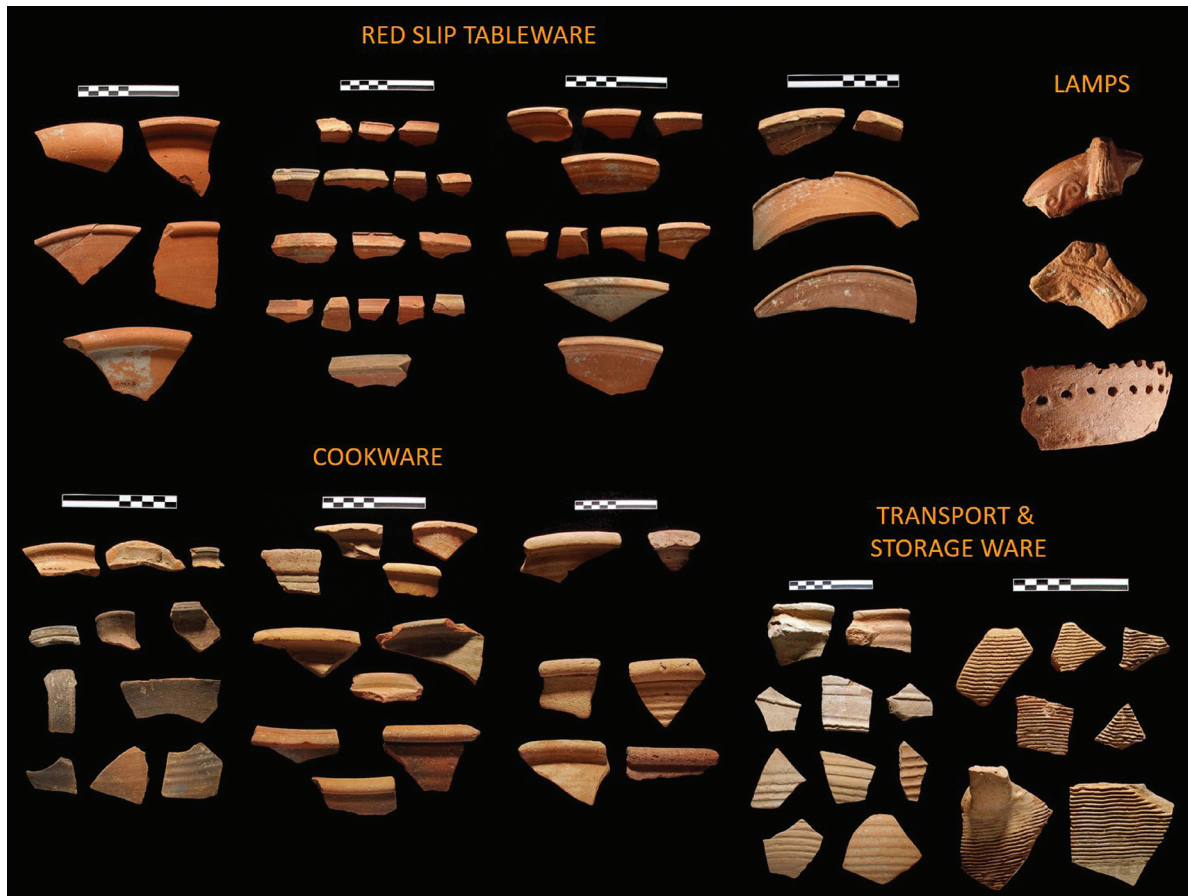 RED SLIP TABLEWARE
LAMPS
COOKWARE
TRANSPORT &
STORAGE WARE